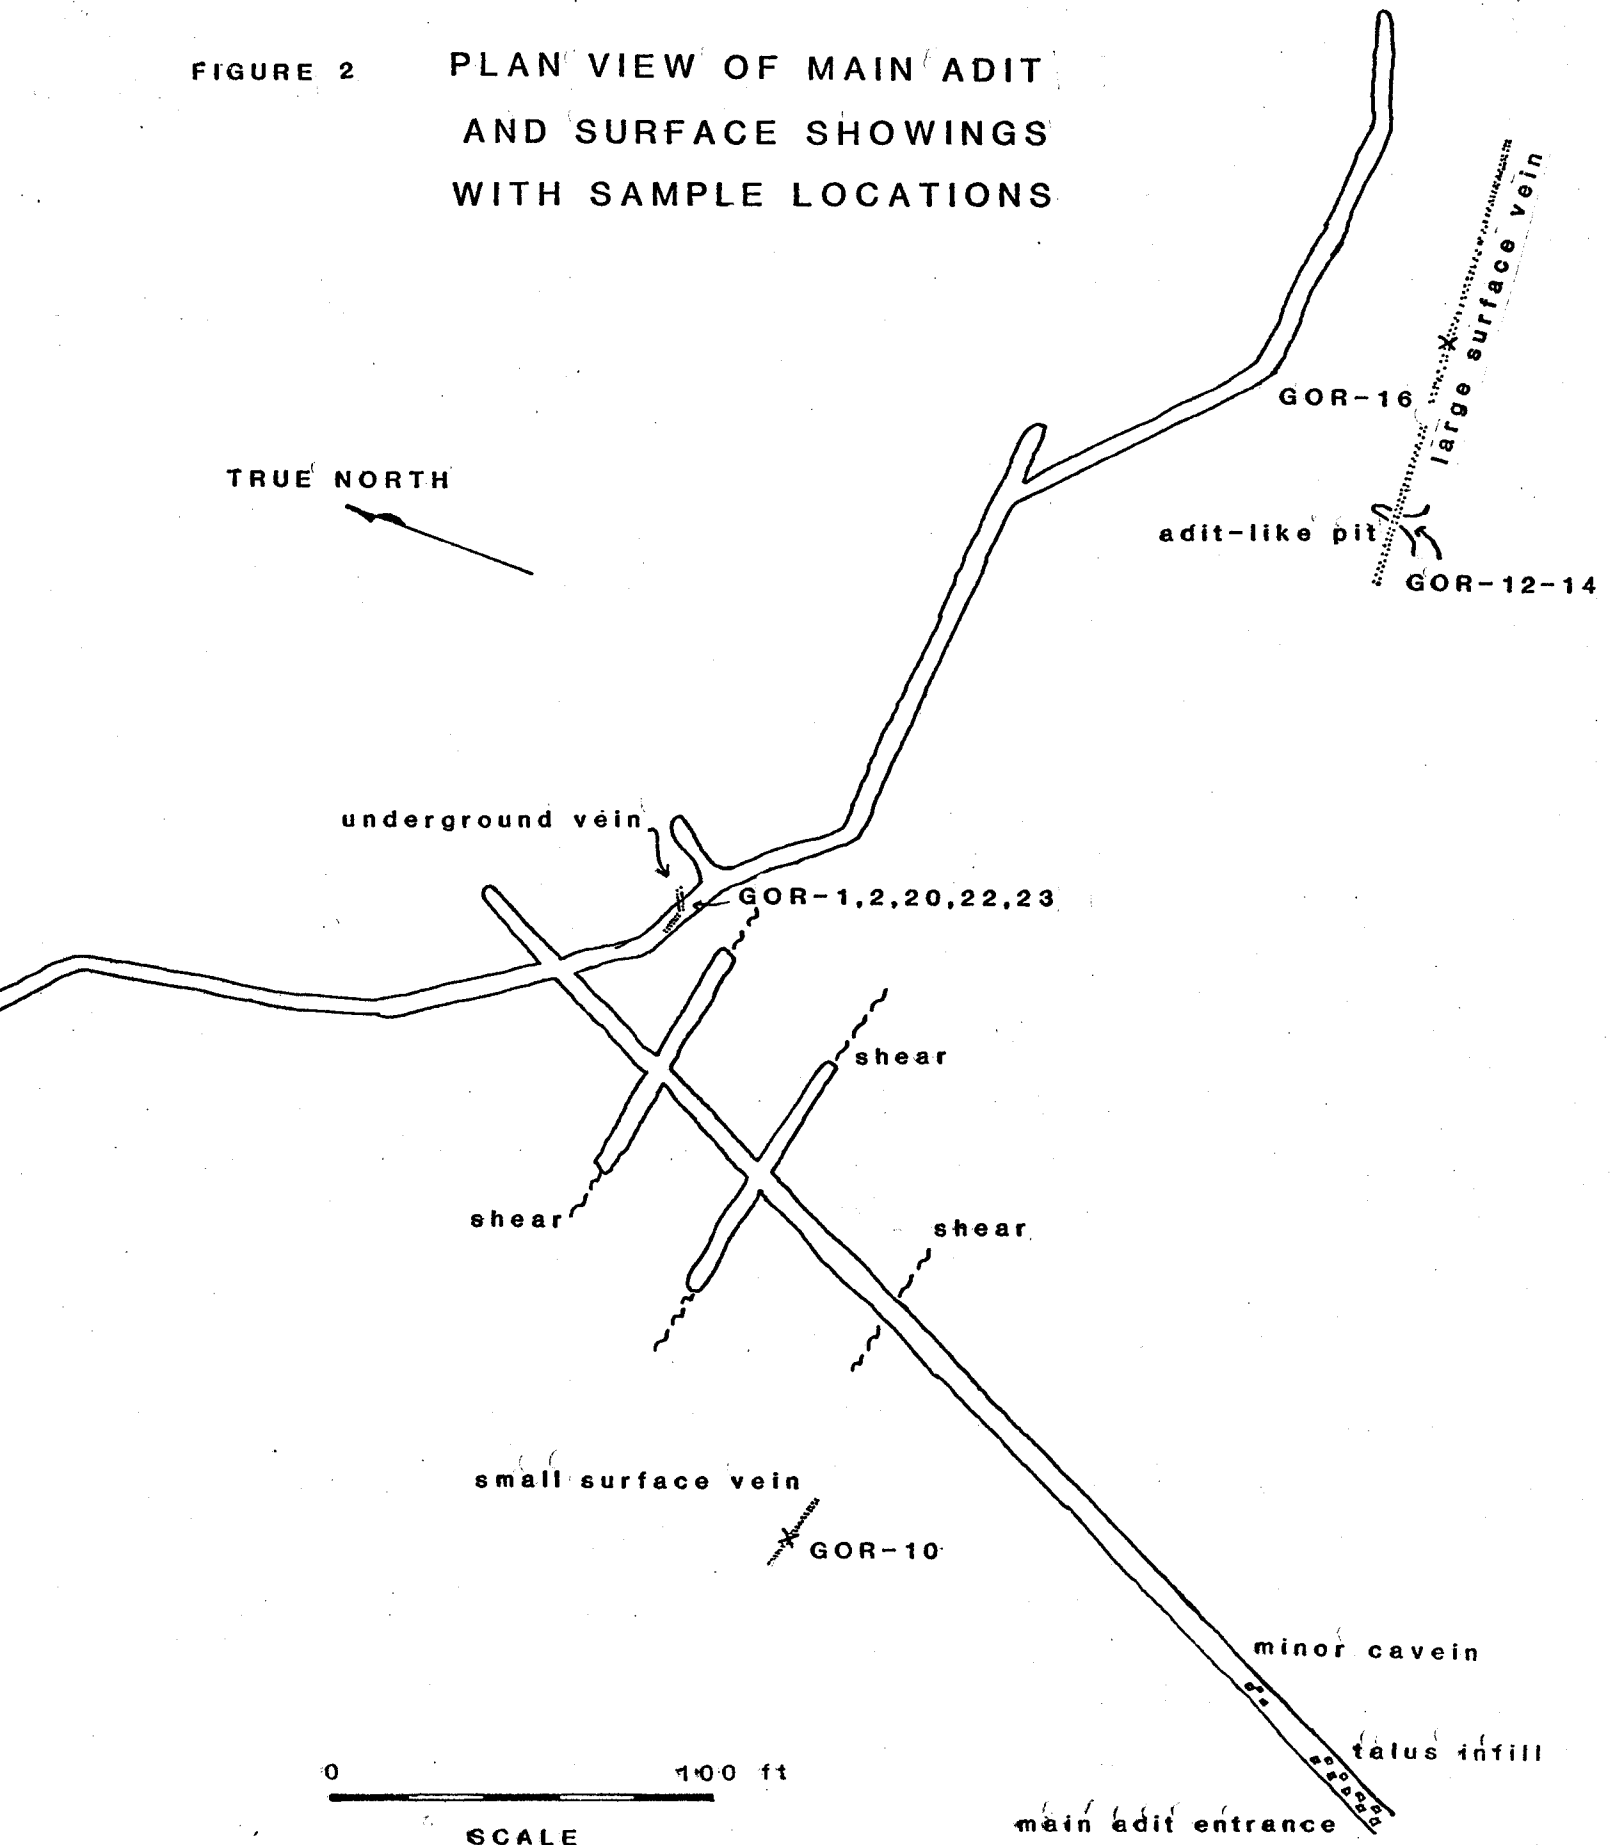 FIGURE 2
PLAN VIEW OF MAIN ADIT
AND SURFACE SHOWINGS
WITH SAMPLE LOCATIONS
large surface vein
GOR-16
TRUE NORTH
adit-like pit
GOR-12-14
underground vein
GOR-1,2,20,22,23
shear
shear
shear
small surface vein
GOR-10
minor cavein
talus infill
0 100 ft
main adit entrance
SCALE